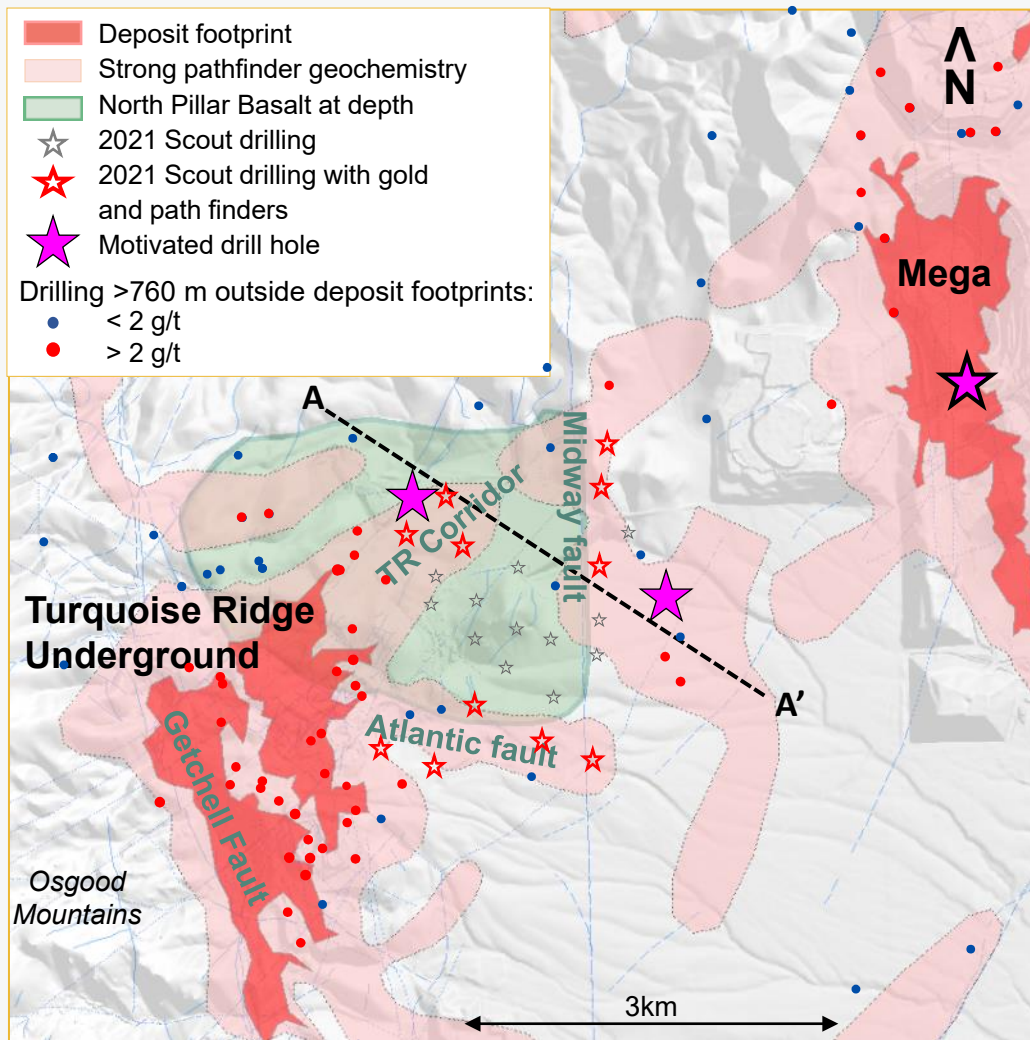 Deposit footprint
Strong pathfinder geochemistry
North Pillar Basalt at depth
2021 Scout drilling
2021 Scout drilling with gold
and path finders
Motivated drill hole
Drilling >760 m outside deposit footprints:
< 2 g/t
> 2 g/t
Λ
N
Mega
A
Midway fault
TR Corridor
Turquoise Ridge
Underground
A'
Atlantic fault
Getchell Fault
Osgood
Mountains
3km